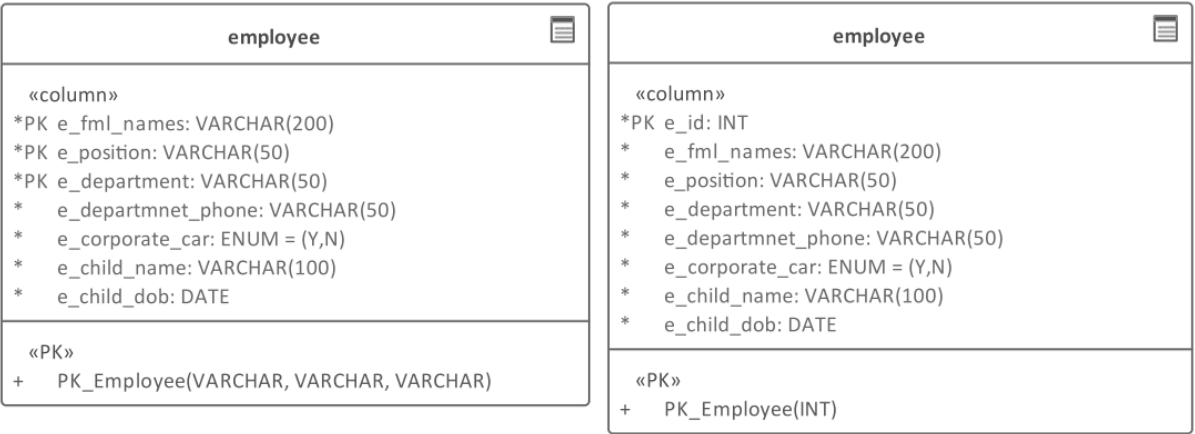 employee
«column»
*PK e_fml_names: VARCHAR(200)
*PK e_position: VARCHAR(50)
*PK e_department: VARCHAR(50)
* e_departmnet_phone: VARCHAR(50)
* e_corporate_car: ENUM = (Y,N)
* e_child_name: VARCHAR(100)
* e_child_dob: DATE
«PK»
+ PK_Employee(VARCHAR, VARCHAR, VARCHAR)
employee
«column»
*PK e_id: INT
* e_fml_names: VARCHAR(200)
* e_position: VARCHAR(50)
* e_department: VARCHAR(50)
* e_departmnet_phone: VARCHAR(50)
* e_corporate_car: ENUM = (Y,N)
* e_child_name: VARCHAR(100)
* e_child_dob: DATE
«PK»
+ PK_Employee(INT)